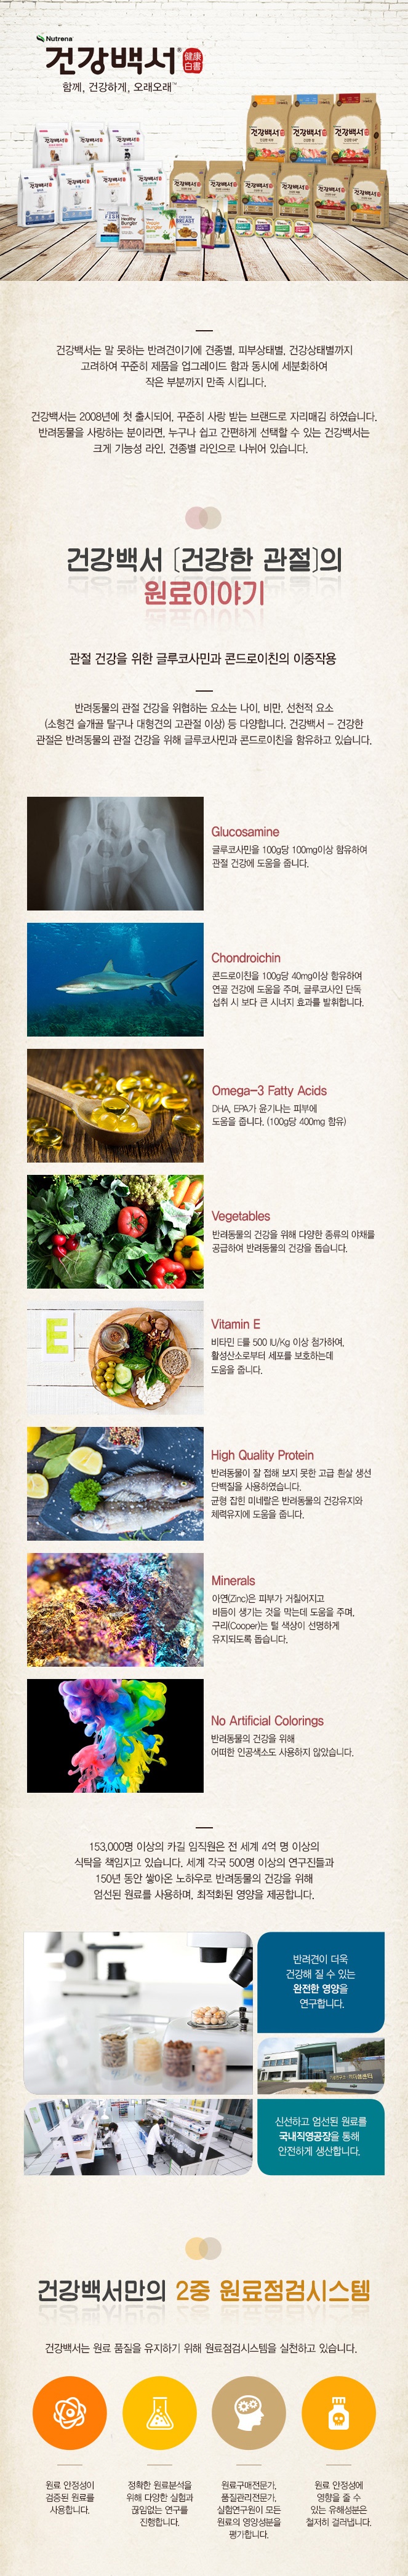 Nutrena
건강백서® 健康白書
함께, 건강하게, 오래오래™
건강백서는 말 못하는 반려견이기에 견종별, 피부상태별, 건강상태별까지
고려하여 꾸준히 제품을 업그레이드 함과 동시에 세분화하여
작은 부분까지 만족 시킵니다.
건강백서는 2008년에 첫 출시되어, 꾸준히 사랑 받는 브랜드로 자리매김 하였습니다.
반려동물을 사랑하는 분이라면, 누구나 쉽고 간편하게 선택할 수 있는 건강백서는
크게 기능성 라인, 견종별 라인으로 나뉘어 있습니다.
건강백서 [건강한 관절]의
원료이야기
관절 건강을 위한 글루코사민과 콘드로이친의 이중작용
반려동물의 관절 건강을 위협하는 요소는 나이, 비만, 선천적 요소
(소형견 슬개골 탈구나 대형견의 고관절 이상) 등 다양합니다. 건강백서 - 건강한
관절은 반려동물의 관절 건강을 위해 글루코사민과 콘드로이친을 함유하고 있습니다.
Glucosamine
글루코사민을 100g당 100mg이상 함유하여
관절 건강에 도움을 줍니다.
Chondroichin
콘드로이친을 100g당 40mg이상 함유하여
연골 건강에 도움을 주며, 글루코사인 단독
섭취 시 보다 큰 시너지 효과를 발휘합니다.
Omega-3 Fatty Acids
DHA, EPA가 윤기나는 피부에
도움을 줍니다. (100g당 400mg 함유)
Vegetables
반려동물의 건강을 위해 다양한 종류의 야채를
공급하여 반려동물의 건강을 돕습니다.
E
Vitamin E
비타민 E를 500 IU/Kg 이상 첨가하여,
활성산소로부터 세포를 보호하는데
도움을 줍니다.
High Quality Protein
반려동물이 잘 접해 보지 못한 고급 흰살 생선
단백질을 사용하였습니다.
균형 잡힌 미네랄은 반려동물의 건강유지와
체력유지에 도움을 줍니다.
Minerals
아연(Zinc)은 피부가 거칠어지고
비듬이 생기는 것을 막는데 도움을 주며,
구리(Cooper)는 털 색상이 선명하게
유지되도록 돕습니다.
No Artificial Colorings
반려동물의 건강을 위해
어떠한 인공색소도 사용하지 않았습니다.
153,000명 이상의 카길 임직원은 전 세계 4억 명 이상의
식탁을 책임지고 있습니다. 세계 각국 500명 이상의 연구진들과
150년 동안 쌓아온 노하우로 반려동물의 건강을 위해
엄선된 원료를 사용하며, 최적화된 영양을 제공합니다.
반려견이 더욱
건강해 질 수 있는
완전한 영양을
연구합니다.
신선하고 엄선된 원료를
국내직영공장을 통해
안전하게 생산합니다.
건강백서만의 2중 원료점검시스템
건강백서는 원료 품질을 유지하기 위해 원료점검시스템을 실천하고 있습니다.
원료 안정성이
검증된 원료를
사용합니다.
정확한 원료분석을
위해 다양한 실험과
끊임없는 연구를
진행합니다.
원료구매전문가,
품질관리전문가,
실험연구원이 모든
원료의 영양성분을
평가합니다.
원료 안정성에
영향을 줄 수
있는 유해성분은
철저히 걸러냅니다.